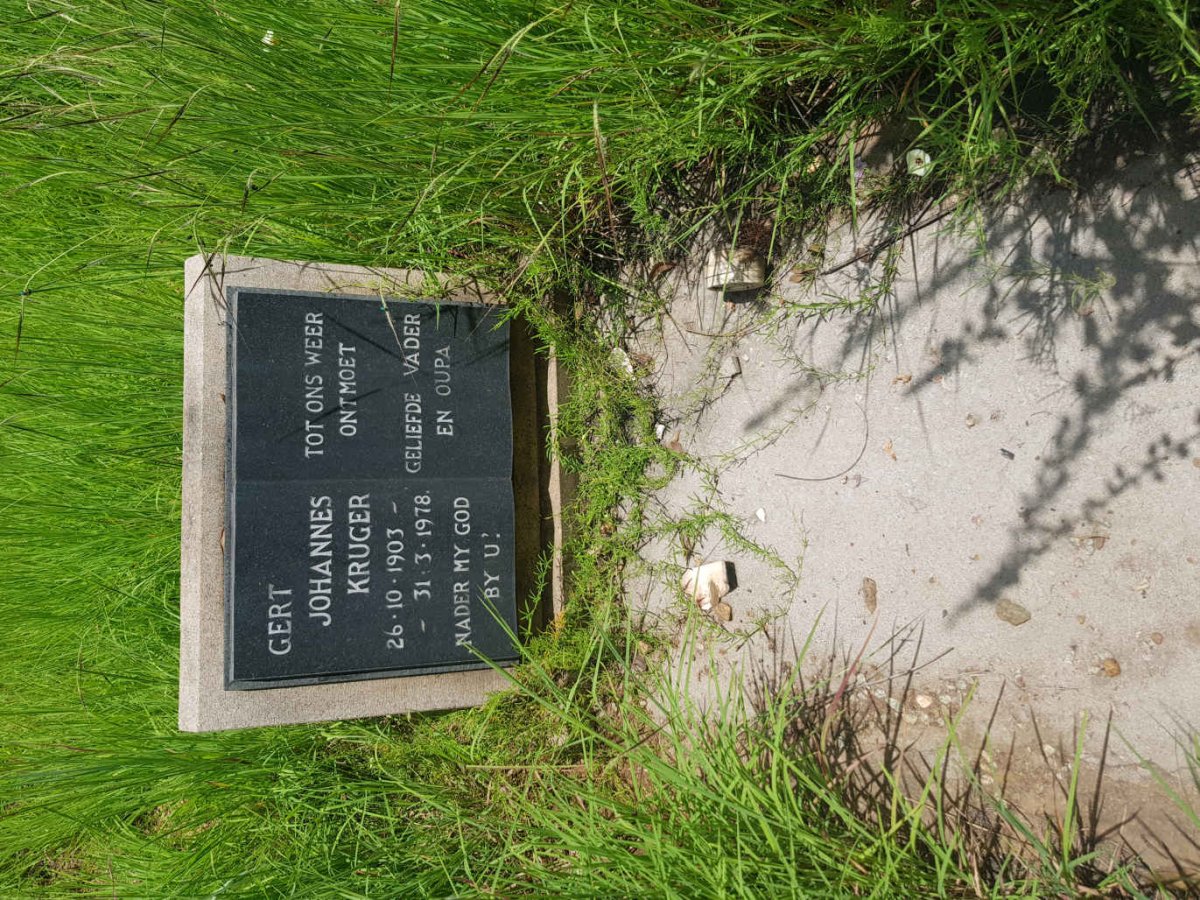 GERT
JOHANNES
KRUGER
26·10·1903 -
- 31·3·1978.
NADER MY GOD
BY U!
TOT ONS WEER
ONTMOET
GELIEFDE VADER
EN OUPA